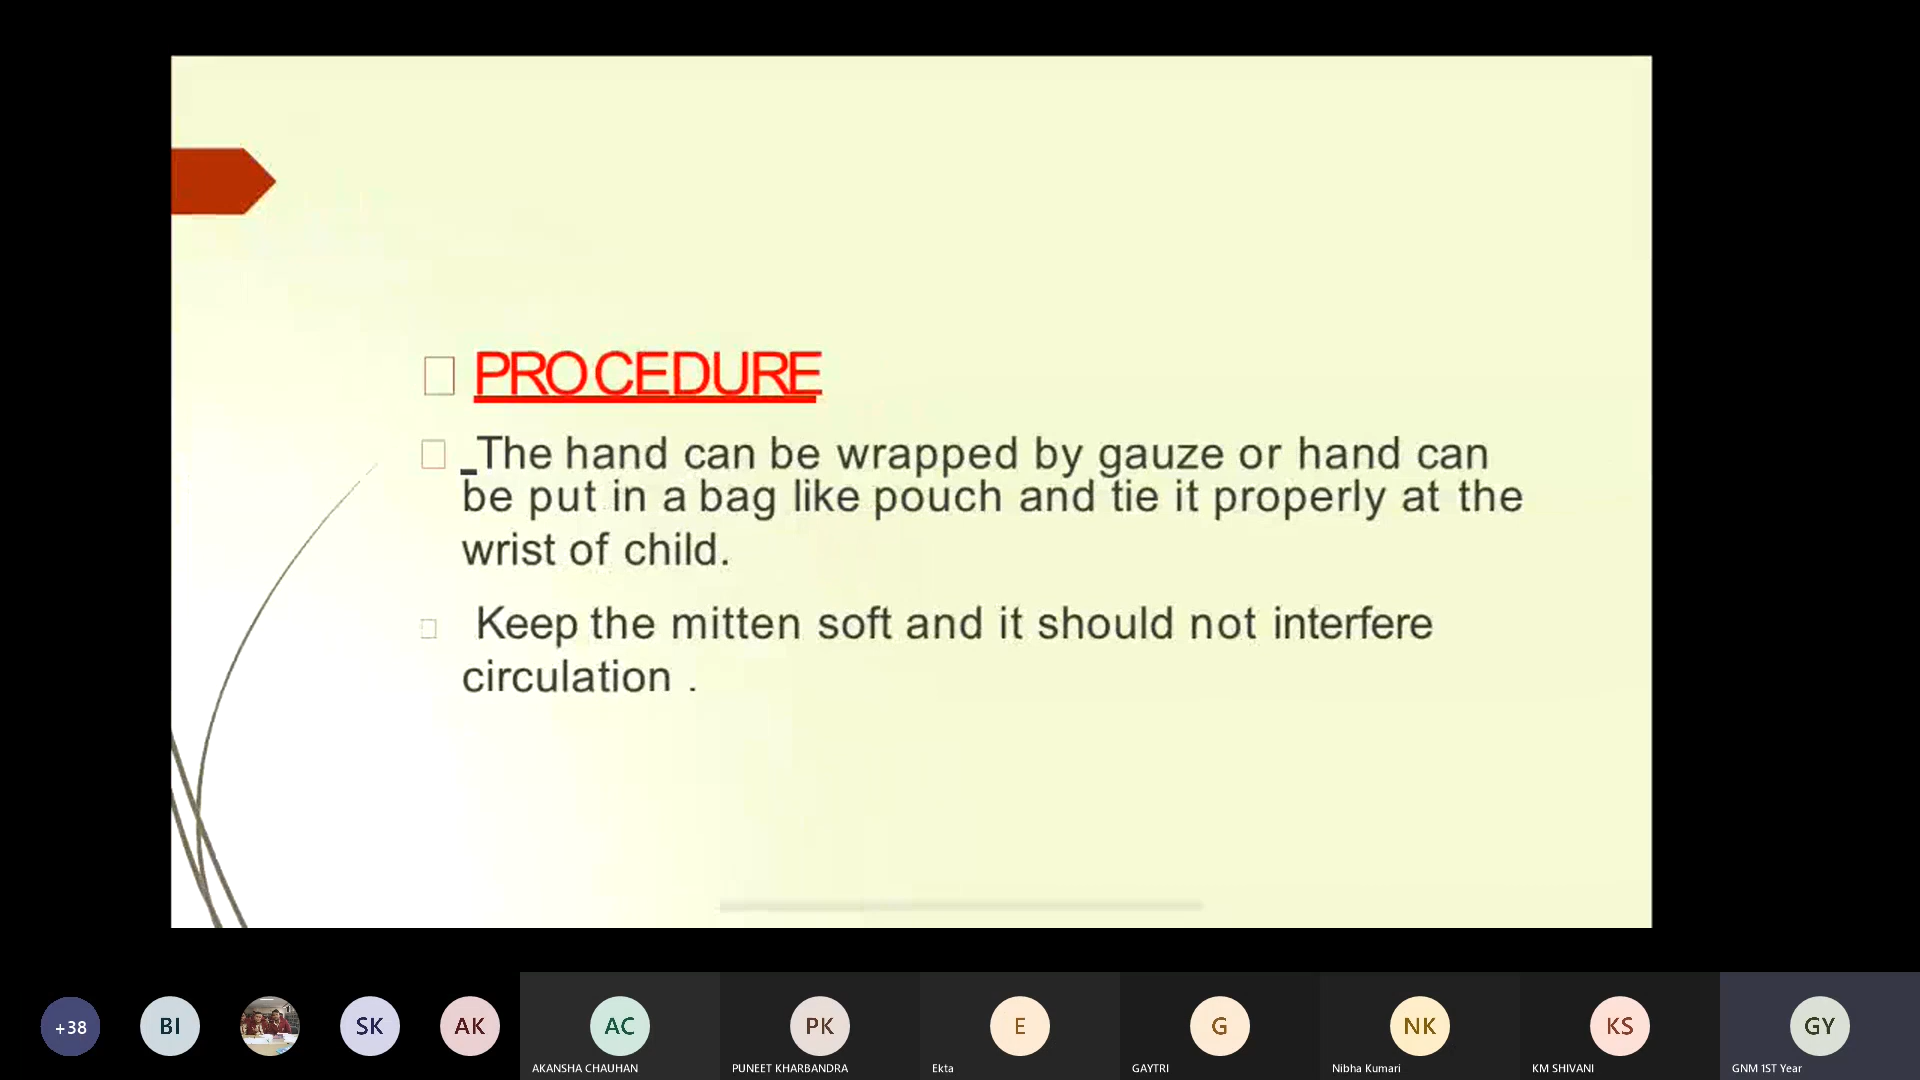 PROCEDURE
The hand can be wrapped by gauze or hand can
be put in a bag like pouch and tie it properly at the
wrist of child.
Keep the mitten soft and it should not interfere
circulation .
+38
BI
SK
AK
AC
PK
E
G
NK
KS
GY
AKANSHA CHAUHAN
PUNEET KHARBANDRA
Ekta
GAYTRI
Nibha Kumari
KM SHIVANI
GNM 1ST Year